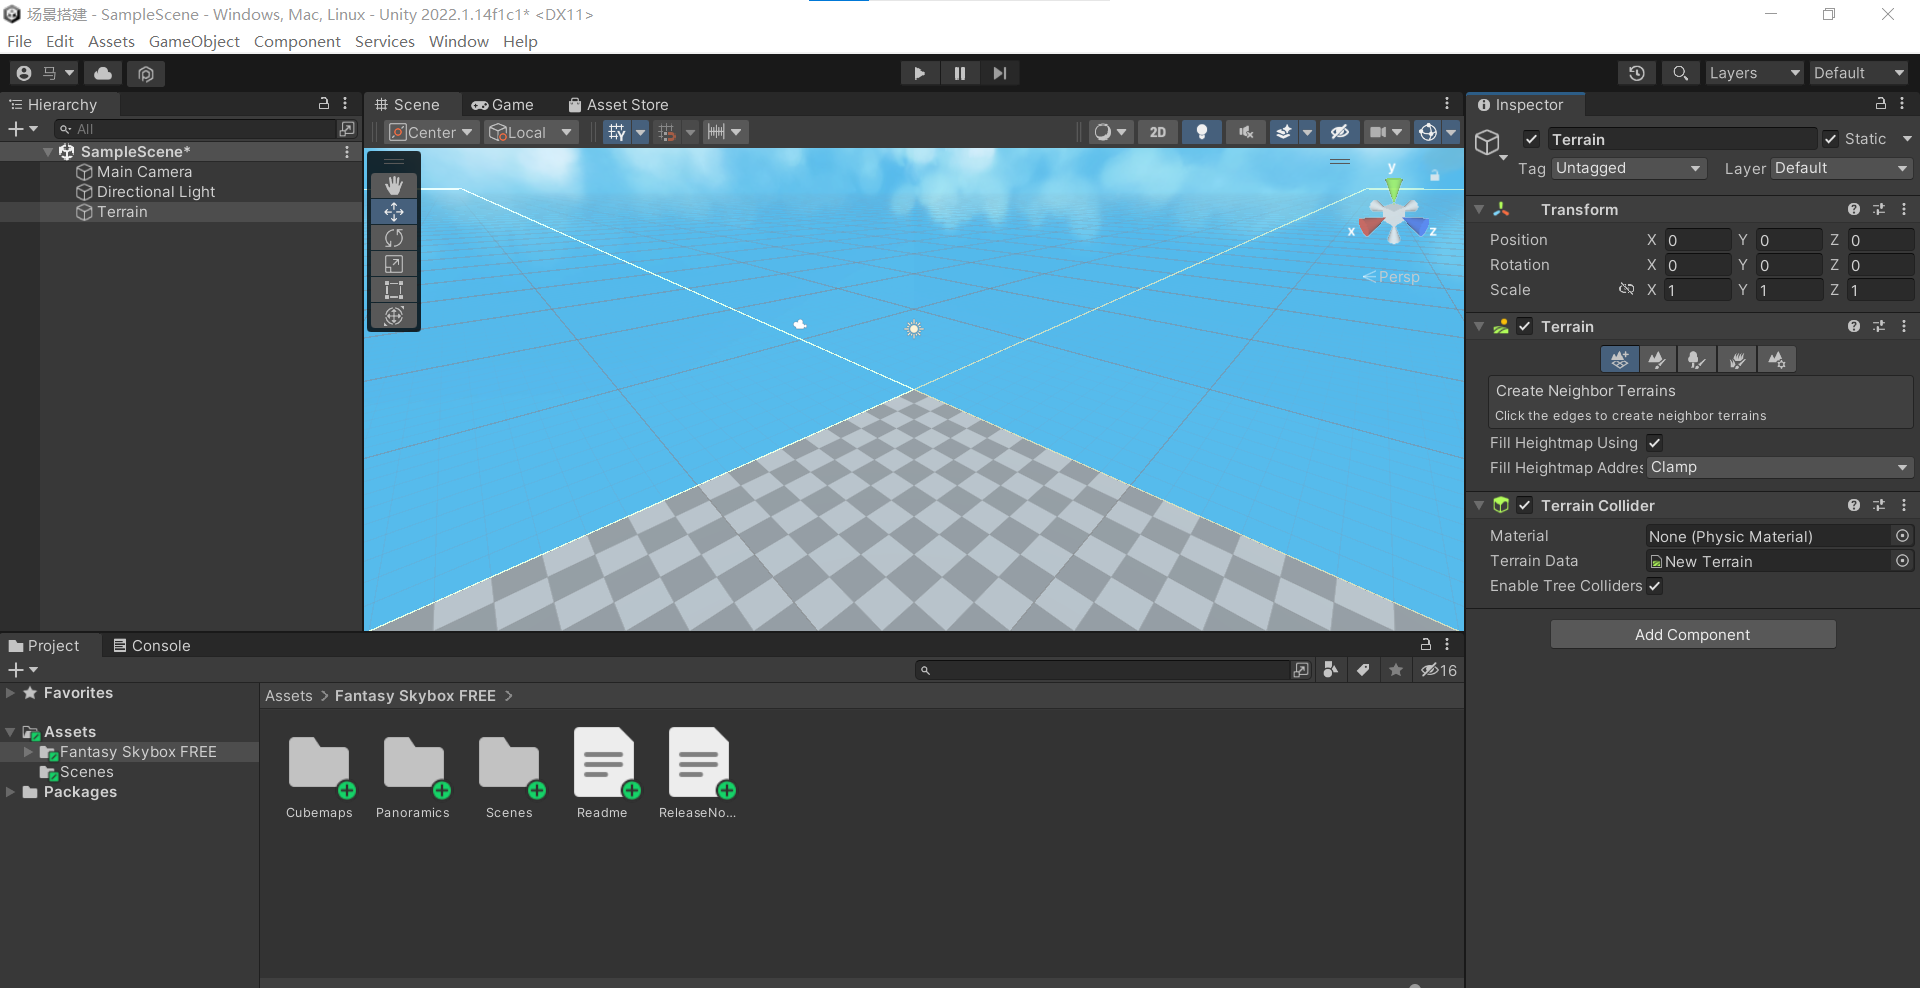 场景搭建 - SampleScene - Windows, Mac, Linux - Unity 2022.1.14f1c1* <DX11>
File Edit Assets GameObject Component Services Window Help
马
Layers
Default
Hierarchy
All
SampleScene*
Main Camera
Directional Light
Terrain
Scene
Game
Asset Store
Center
Local
2D
y
x
z
Persp
Inspector
Terrain
Static
Tag Untagged
Layer Default
Transform
Position X 0 Y 0 Z 0
Rotation X 0 Y 0 Z 0
Scale X 1 Y 1 Z 1
Terrain
Create Neighbor Terrains
Click the edges to create neighbor terrains
Fill Heightmap Using
Fill Heightmap Addres Clamp
Terrain Collider
Material None (Physic Material)
Terrain Data New Terrain
Enable Tree Colliders
Add Component
Project
Console
16
Favorites
Assets
Fantasy Skybox FREE
Scenes
Packages
Assets > Fantasy Skybox FREE >
Cubemaps
Panoramics
Scenes
Readme
ReleaseNo...